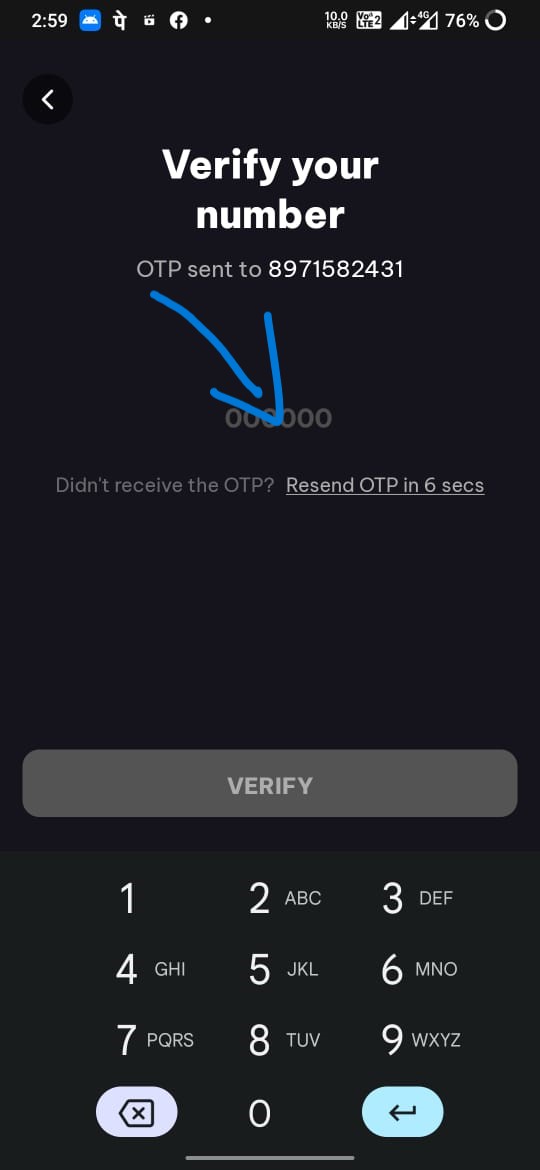 2:59 पे 10.0 KB/S Vo LTE2 4G 76%
Verify your
number
OTP sent to 8971582431
000000
Didn't receive the OTP? Resend OTP in 6 secs
VERIFY
1 2 ABC 3 DEF
4 GHI 5 JKL 6 MNO
7 PQRS 8 TUV 9 WXYZ
0